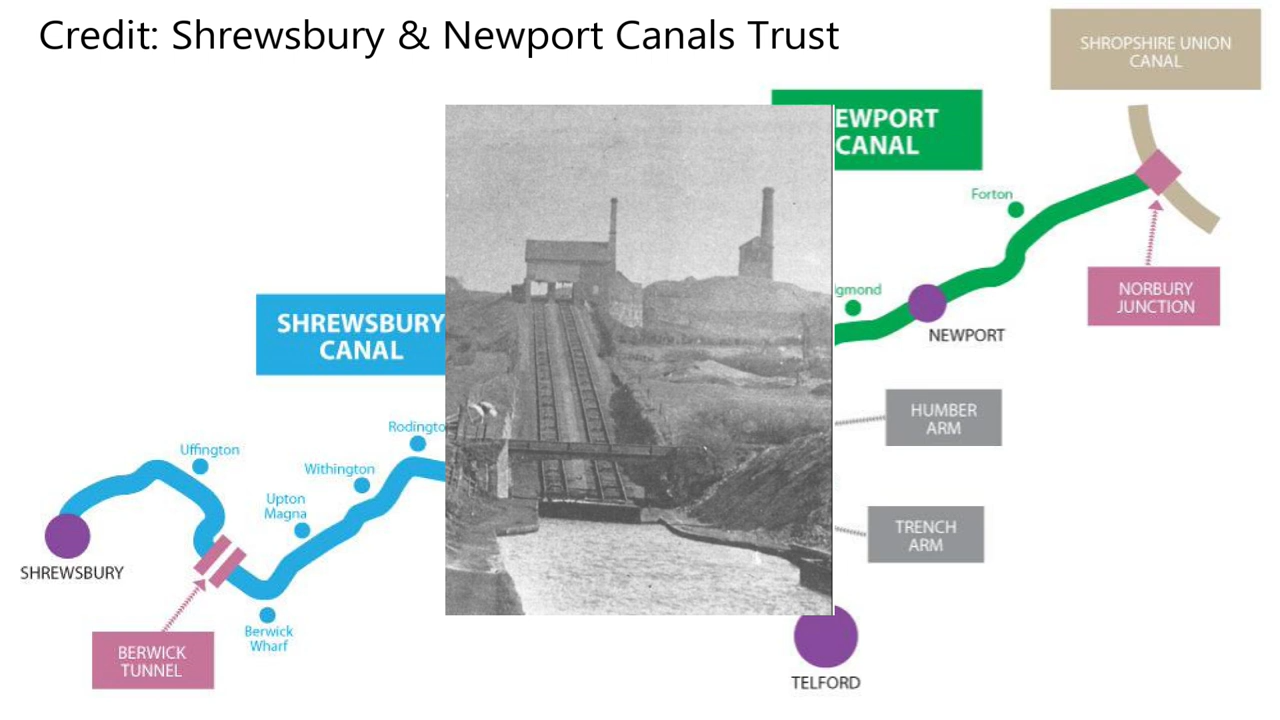 Credit: Shrewsbury & Newport Canals Trust
SHROPSHIRE UNION
CANAL
EWPORT
CANAL
Forton
gmond
NEWPORT
NORBURY
JUNCTION
SHREWSBURY
CANAL
HUMBER
ARM
Rodingto
Uffington
Withington
Upton
Magna
TRENCH
ARM
SHREWSBURY
Berwick
Wharf
BERWICK
TUNNEL
TELFORD